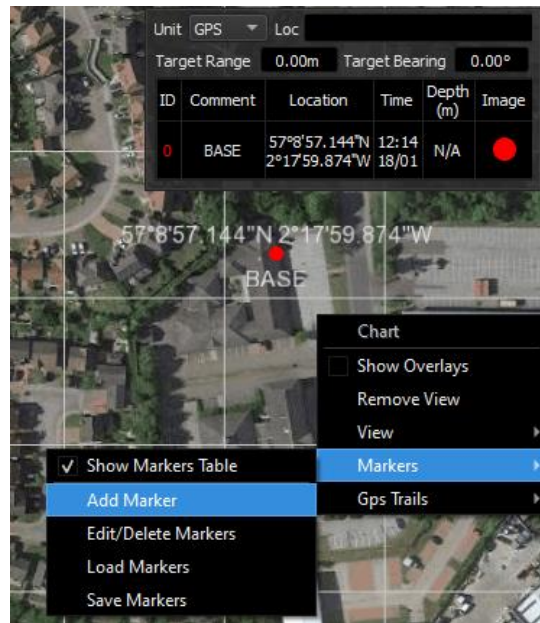 Unit GPS Loc
Target Range 0.00m Target Bearing 0.00°
ID Comment Location Time Depth (m) Image
0 BASE 57°8'57.144"N 2°17'59.874"W 12:14 18/01 N/A
57°8'57.144"N 2°17'59.874"W
BASE
Chart
Show Overlays
Remove View
View
Markers
Gps Trails
Show Markers Table
Add Marker
Edit/Delete Markers
Load Markers
Save Markers